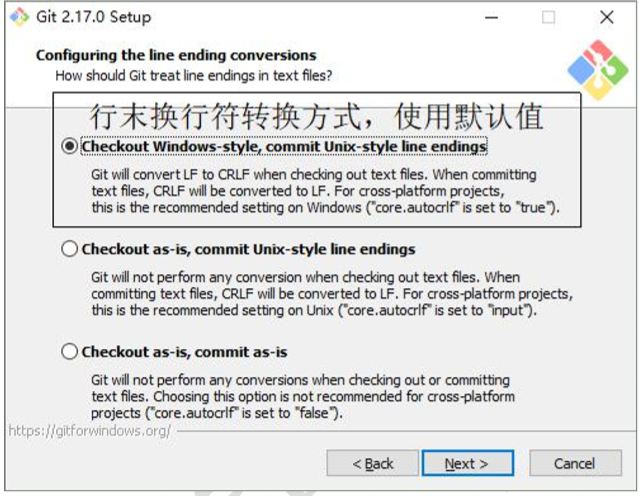 Git 2.17.0 Setup
Configuring the line ending conversions
How should Git treat line endings in text files?
行末换行符转换方式，使用默认值
Checkout Windows-style, commit Unix-style line endings
Git will convert LF to CRLF when checking out text files. When committing
text files, CRLF will be converted to LF. For cross-platform projects,
this is the recommended setting on Windows ("core.autocrlf" is set to "true").
Checkout as-is, commit Unix-style line endings
Git will not perform any conversion when checking out text files. When
committing text files, CRLF will be converted to LF. For cross-platform projects,
this is the recommended setting on Unix ("core.autocrlf" is set to "input").
Checkout as-is, commit as-is
Git will not perform any conversions when checking out or committing
text files. Choosing this option is not recommended for cross-platform
projects ("core.autocrlf" is set to "false").
https://gitforwindows.org/
< Back
Next >
Cancel